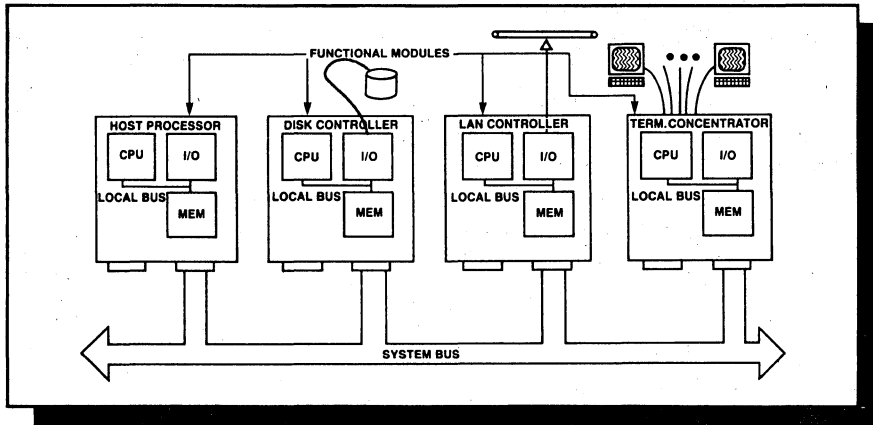 FUNCTIONAL MODULES
HOST PROCESSOR
CPU
I/O
LOCAL BUS
MEM
DISK CONTROLLER
CPU
I/O
LOCAL BUS
MEM
LAN CONTROLLER
CPU
I/O
LOCAL BUS
MEM
TERM.CONCENTRATOR
CPU
I/O
LOCAL BUS
MEM
SYSTEM BUS